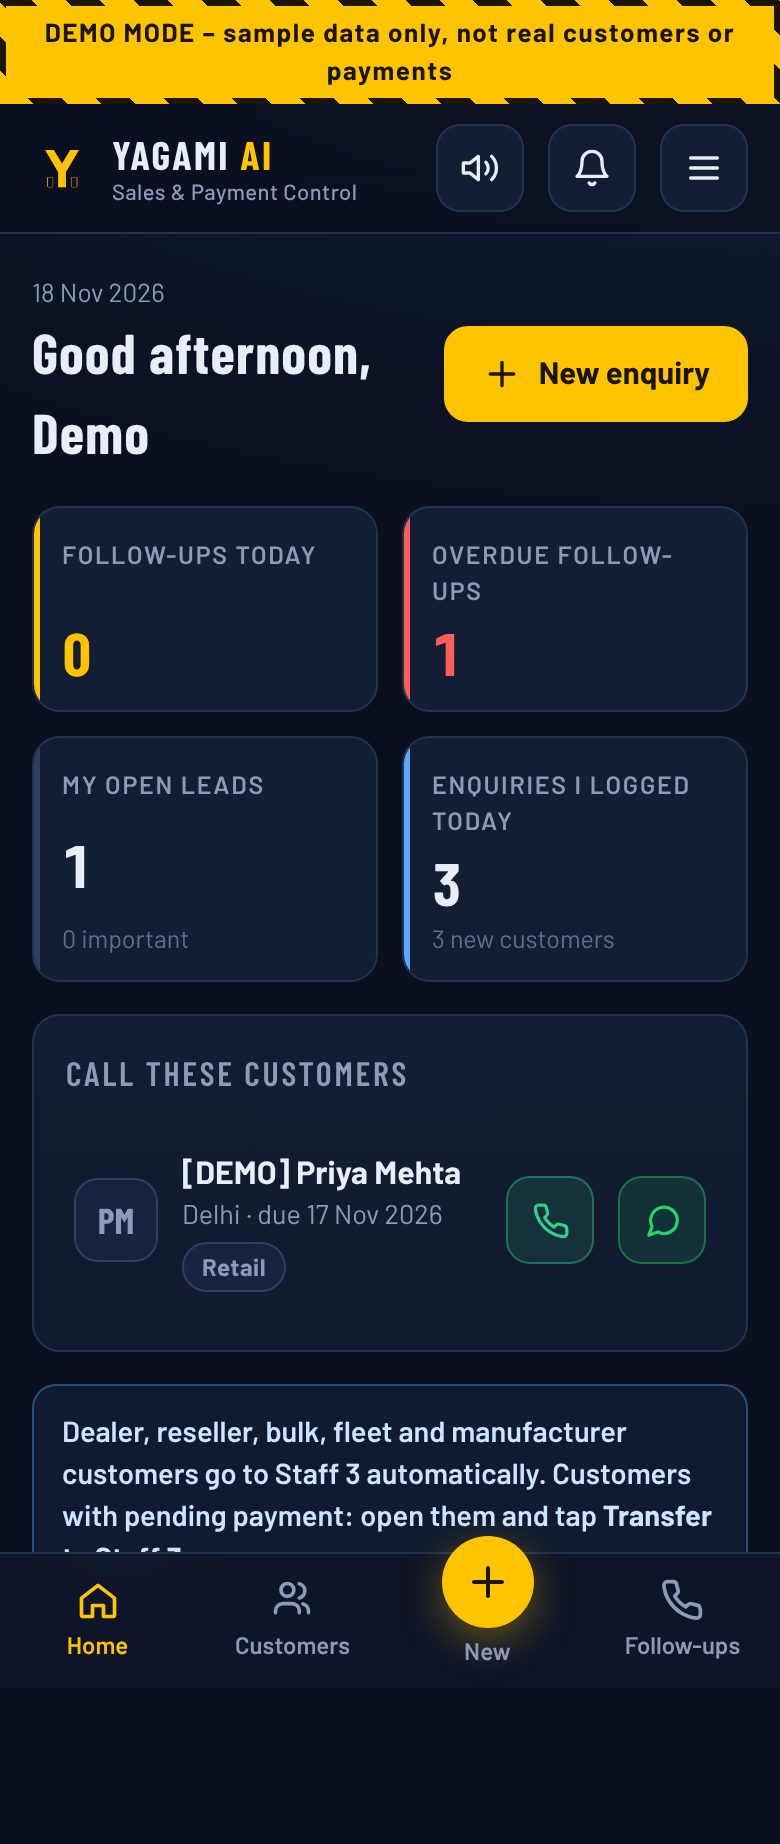 DEMO MODE – sample data only, not real customers or
payments
YAGAMI AI
Sales & Payment Control
18 Nov 2026
Good afternoon,
Demo
New enquiry
FOLLOW-UPS TODAY
0
OVERDUE FOLLOW-
UPS
1
MY OPEN LEADS
1
0 important
ENQUIRIES I LOGGED
TODAY
3
3 new customers
CALL THESE CUSTOMERS
PM
[DEMO] Priya Mehta
Delhi · due 17 Nov 2026
Retail
Dealer, reseller, bulk, fleet and manufacturer
customers go to Staff 3 automatically. Customers
with pending payment: open them and tap Transfer
to Staff 3
Home
Customers
New
Follow-ups